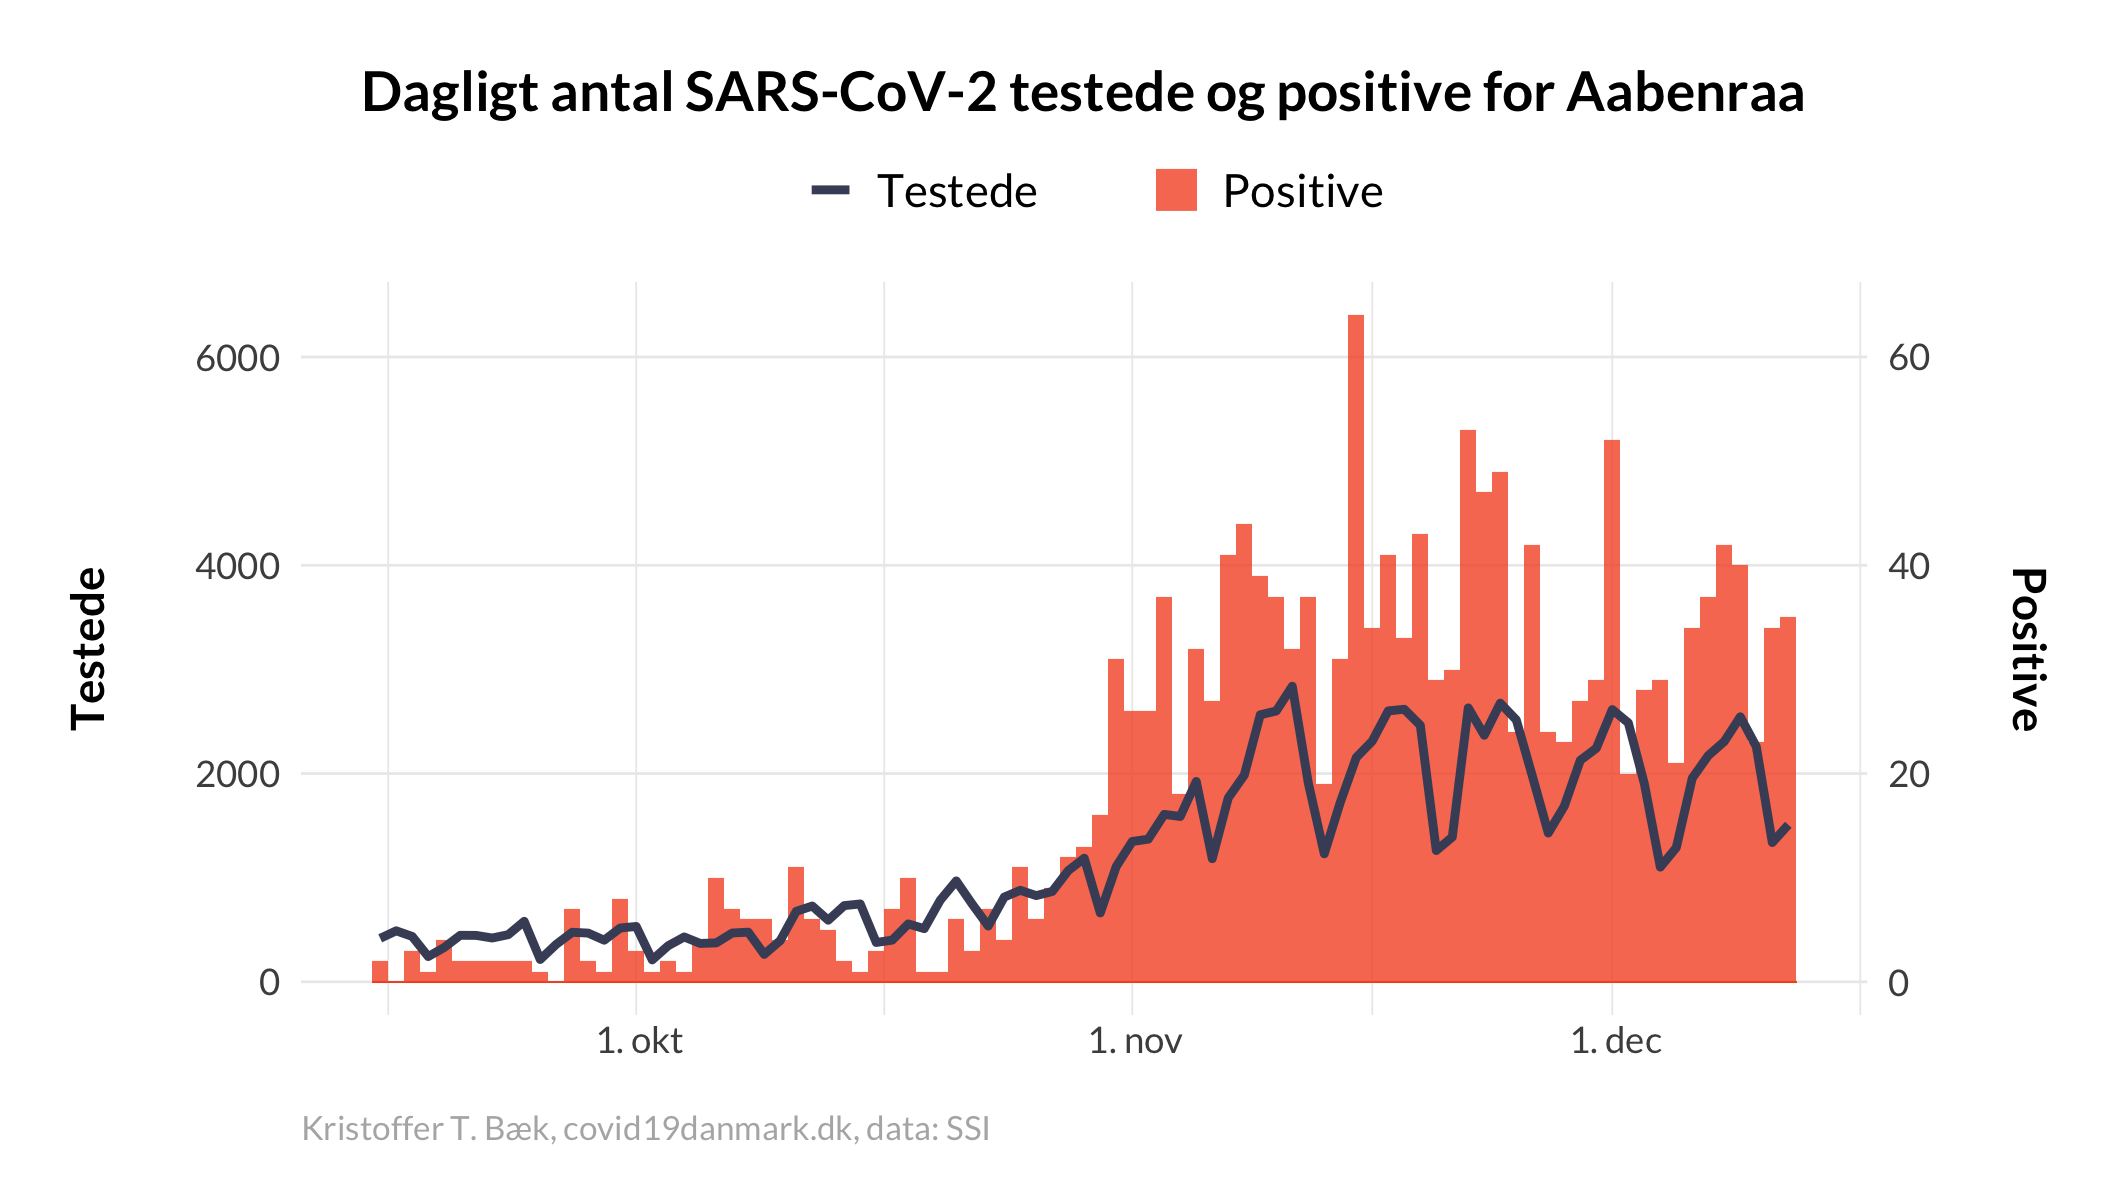 Dagligt antal SARS-CoV-2 testede og positive for Aabenraa
Testede
Positive
6000
4000
2000
0
60
40
20
0
Testede
Positive
1. okt
1. nov
1. dec
Kristoffer T. Bæk, covid19danmark.dk, data: SSI